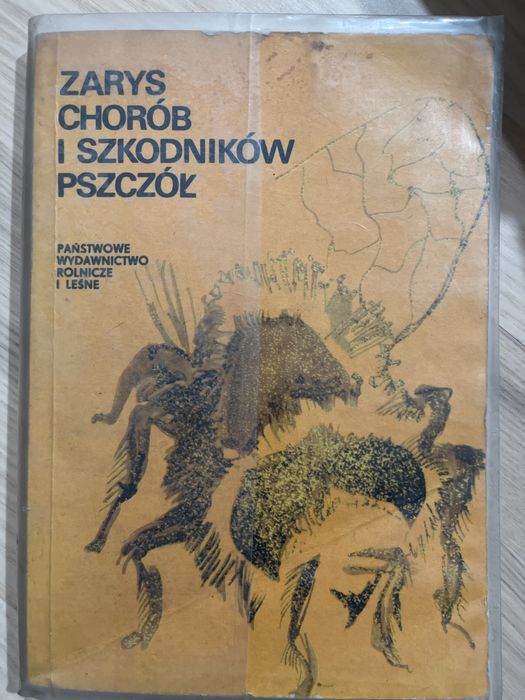 ZARYS
CHORÓB
I SZKODNIKÓW
PSZCZÓŁ
PAŃSTWOWE
WYDAWNICTWO
ROLNICZE
I LEŚNE